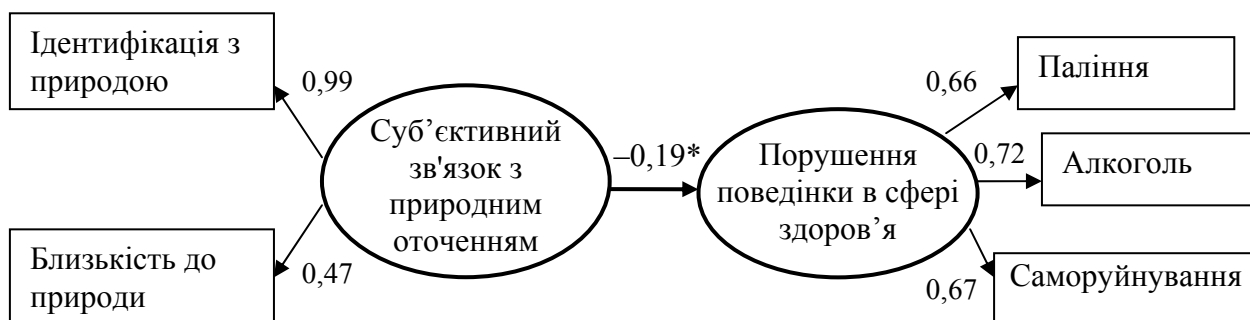 Ідентифікація з
природою
0,99
Близькість до
природи
0,47
Суб’єктивний
зв'язок з
природним
оточенням
–0,19*
Порушення
поведінки в сфері
здоров’я
0,66
Паління
0,72
Алкоголь
0,67
Саморуйнування